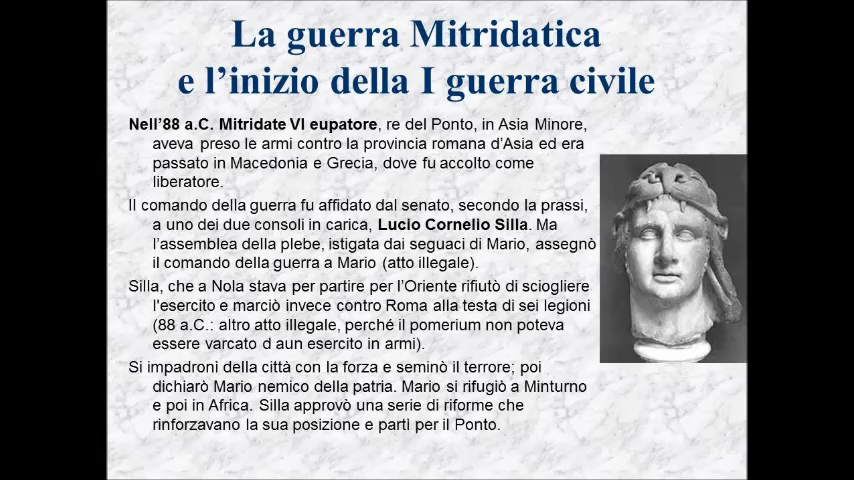 La guerra Mitridatica
e l'inizio della I guerra civile
Nell'88 a.C. Mitridate VI eupatore, re del Ponto, in Asia Minore,
aveva preso le armi contro la provincia romana d'Asia ed era
passato in Macedonia e Grecia, dove fu accolto come
liberatore.
Il comando della guerra fu affidato dal senato, secondo la prassi,
a uno dei due consoli in carica, Lucio Cornelio Silla. Ma
l'assemblea della plebe, istigata dai seguaci di Mario, assegnò
il comando della guerra a Mario (atto illegale).
Silla, che a Nola stava per partire per l'Oriente rifiutò di sciogliere
l'esercito e marciò invece contro Roma alla testa di sei legioni
(88 a.C.: altro atto illegale, perché il pomerium non poteva
essere varcato d aun esercito in armi).
Si impadronì della città con la forza e seminò il terrore; poi
dichiarò Mario nemico della patria. Mario si rifugiò a Minturno
e poi in Africa. Silla approvò una serie di riforme che
rinforzavano la sua posizione e partì per il Ponto.